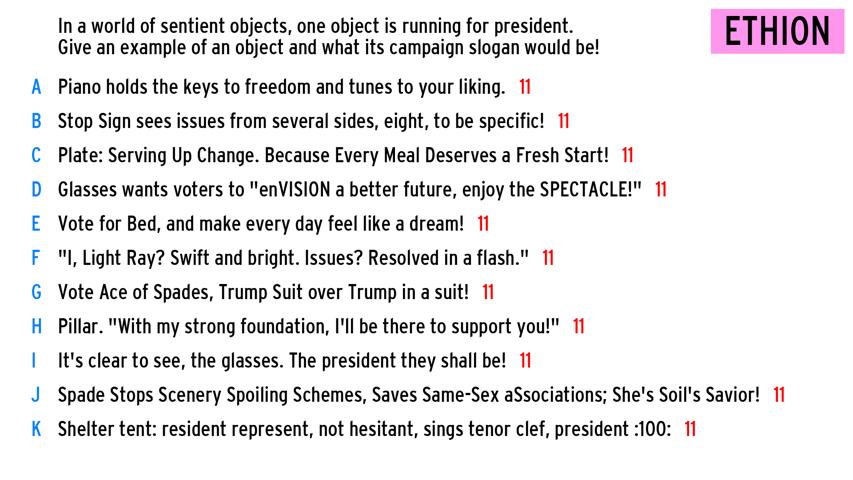 In a world of sentient objects, one object is running for president.
Give an example of an object and what its campaign slogan would be!
ETHION
A Piano holds the keys to freedom and tunes to your liking. 11
B Stop Sign sees issues from several sides, eight, to be specific! 11
C Plate: Serving Up Change. Because Every Meal Deserves a Fresh Start! 11
D Glasses wants voters to "enVISION a better future, enjoy the SPECTACLE!" 11
E Vote for Bed, and make every day feel like a dream! 11
F "I, Light Ray? Swift and bright. Issues? Resolved in a flash." 11
G Vote Ace of Spades, Trump Suit over Trump in a suit! 11
H Pillar. "With my strong foundation, I'll be there to support you!" 11
I It's clear to see, the glasses. The president they shall be! 11
J Spade Stops Scenery Spoiling Schemes, Saves Same-Sex aSsociations; She's Soil's Savior! 11
K Shelter tent: resident represent, not hesitant, sings tenor clef, president :100: 11